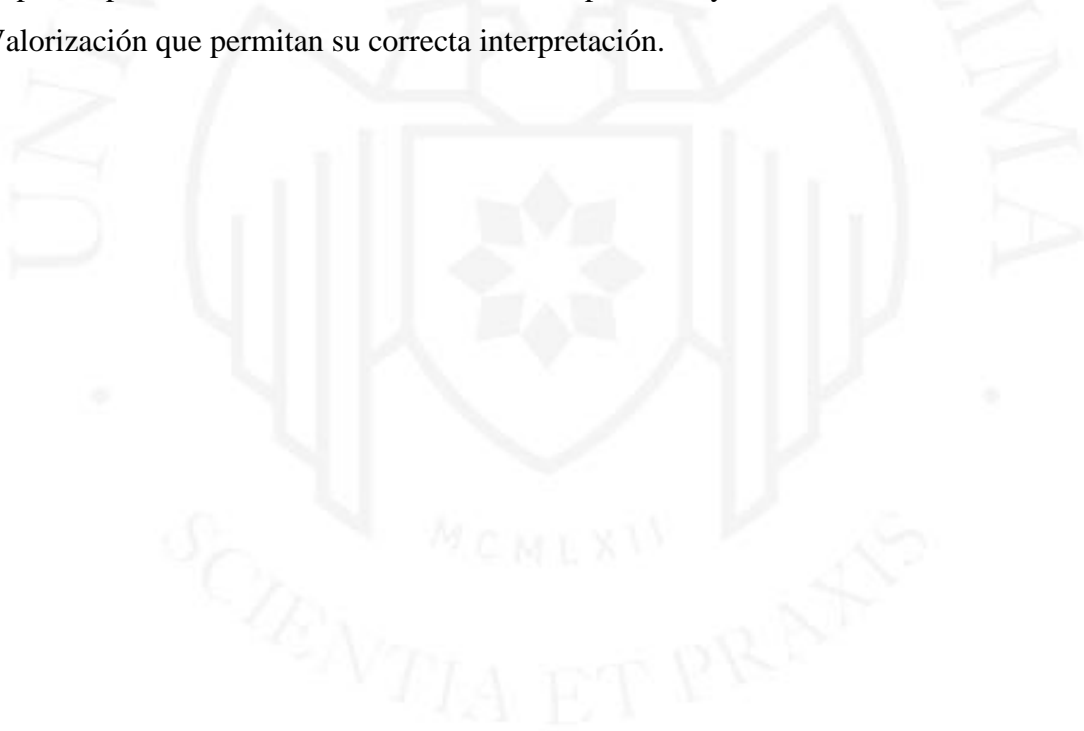 Valorización que permitan su correcta interpretación.
MCMLXII
SCIENTIA ET PRAXIS